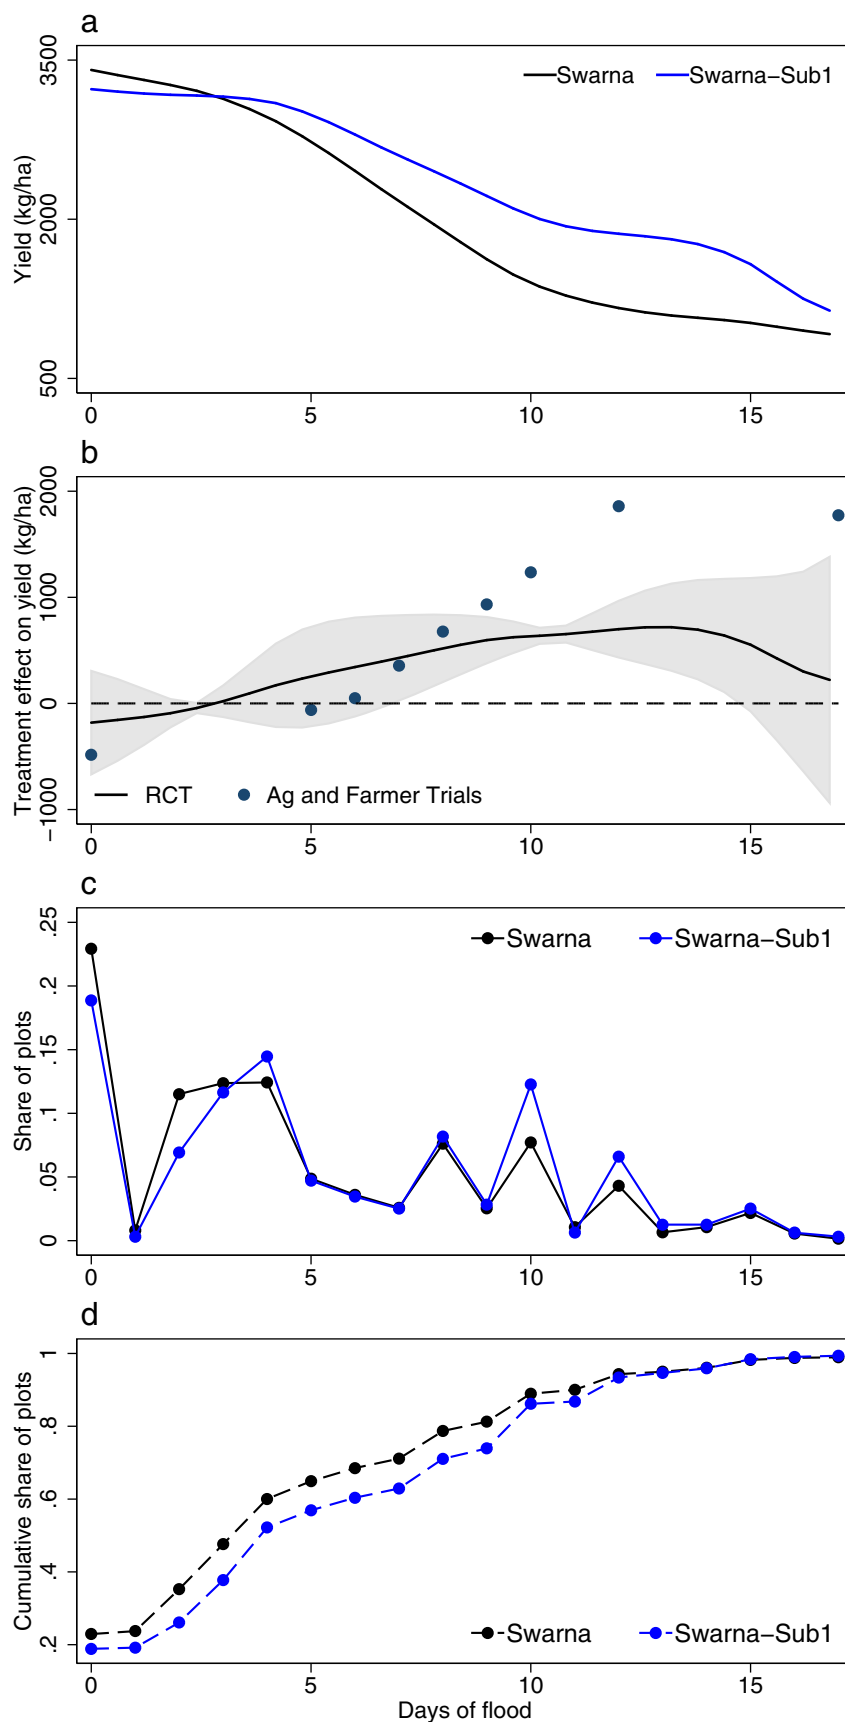 a
Yield (kg/ha)
3500
2000
500
Swarna
Swarna-Sub1
0 5 10 15
b
Treatment effect on yield (kg/ha)
2000
1000
0
-1000
RCT
Ag and Farmer Trials
0 5 10 15
c
Share of plots
.25
.2
.15
.1
.05
0
Swarna
Swarna-Sub1
0 5 10 15
d
Cumulative share of plots
1
.8
.6
.4
.2
Swarna
Swarna-Sub1
0 5 10 15
Days of flood